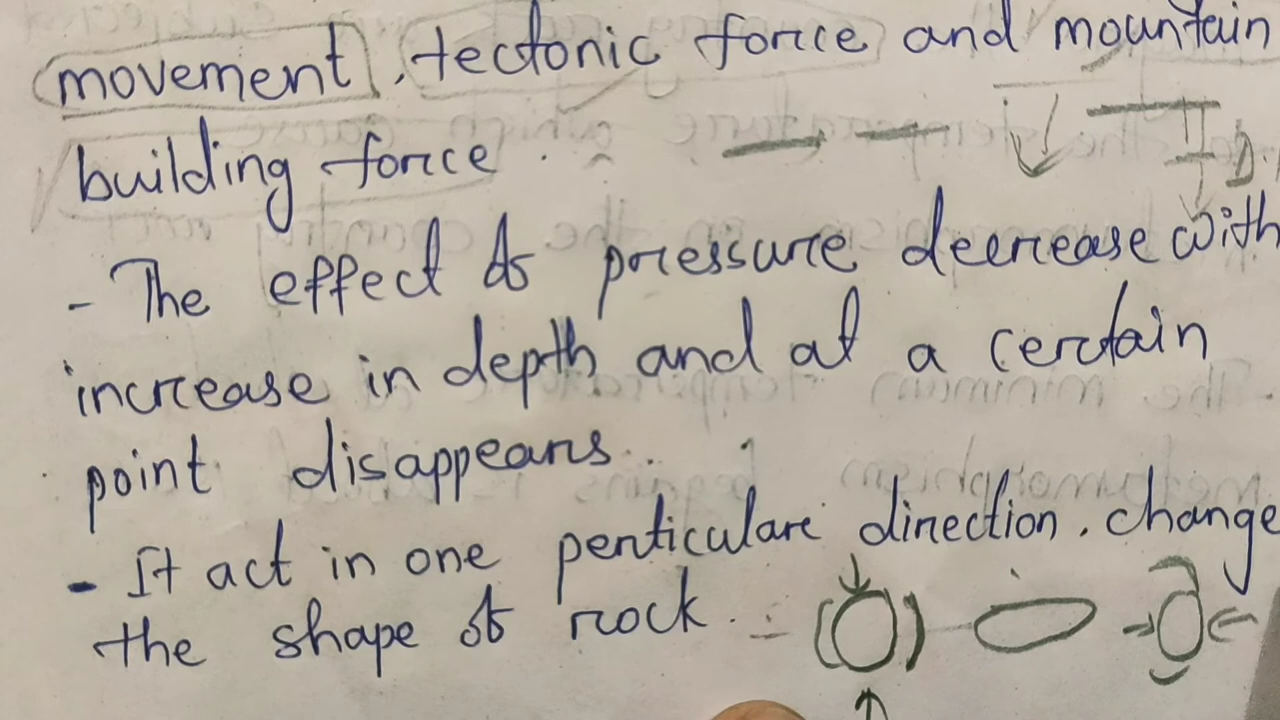 movement, tectonic force and mountain
building force.
D.
- The effect of pressure decrease with
increase in depth and at a certain
point disappears.
- It act in one perticular direction. change
the shape of rock.